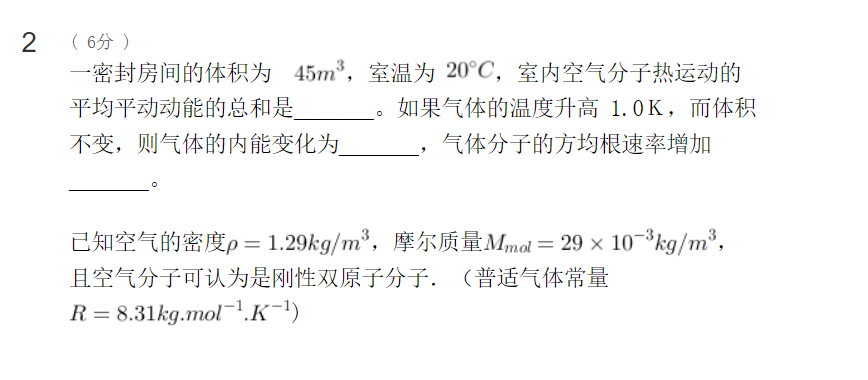 2 （ 6分 ）
一密封房间的体积为 45m³，室温为 20°C，室内空气分子热运动的
平均平动动能的总和是_______。如果气体的温度升高 1.0K，而体积
不变，则气体的内能变化为_______，气体分子的方均根速率增加
_______。
已知空气的密度ρ = 1.29kg/m³，摩尔质量M_{mol} = 29 × 10⁻³kg/m³，
且空气分子可认为是刚性双原子分子．（普适气体常量
R = 8.31kg.mol⁻¹.K⁻¹)